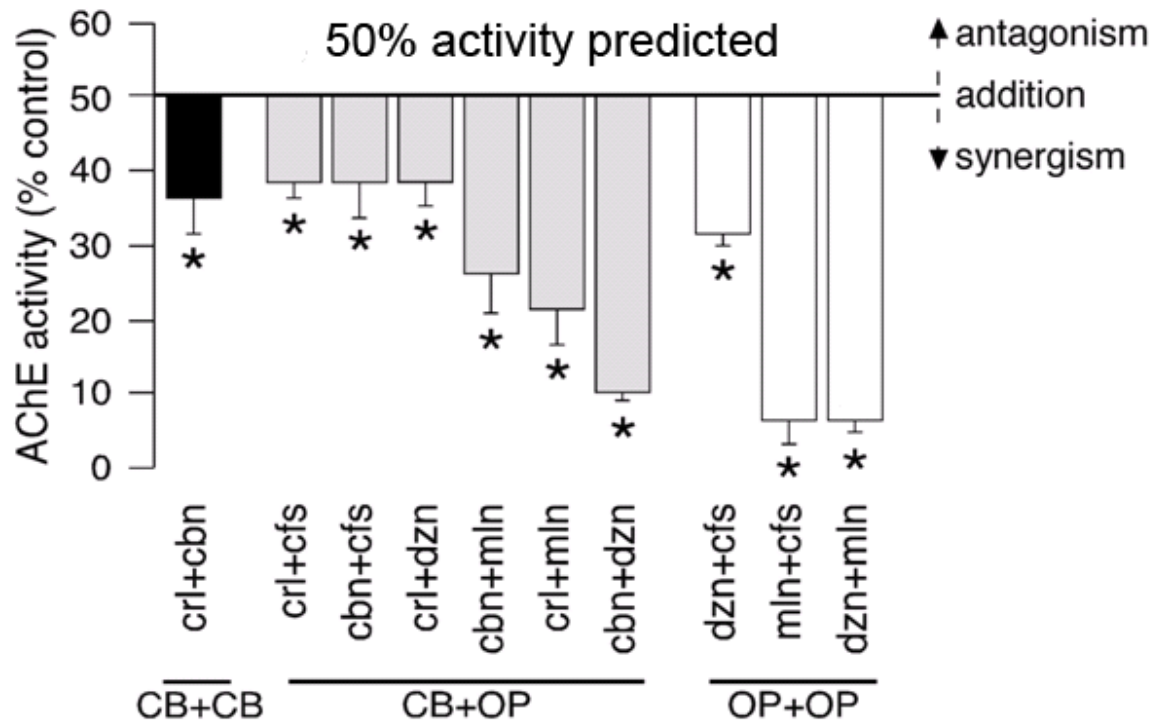 50% activity predicted
antagonism
addition
synergism
AChE activity (% control)
60
50
40
30
20
10
0
*
*
*
*
*
*
*
*
*
*
crl+cbn
crl+cfs
cbn+cfs
crl+dzn
cbn+mln
crl+mln
cbn+dzn
dzn+cfs
mln+cfs
dzn+mln
CB+CB
CB+OP
OP+OP